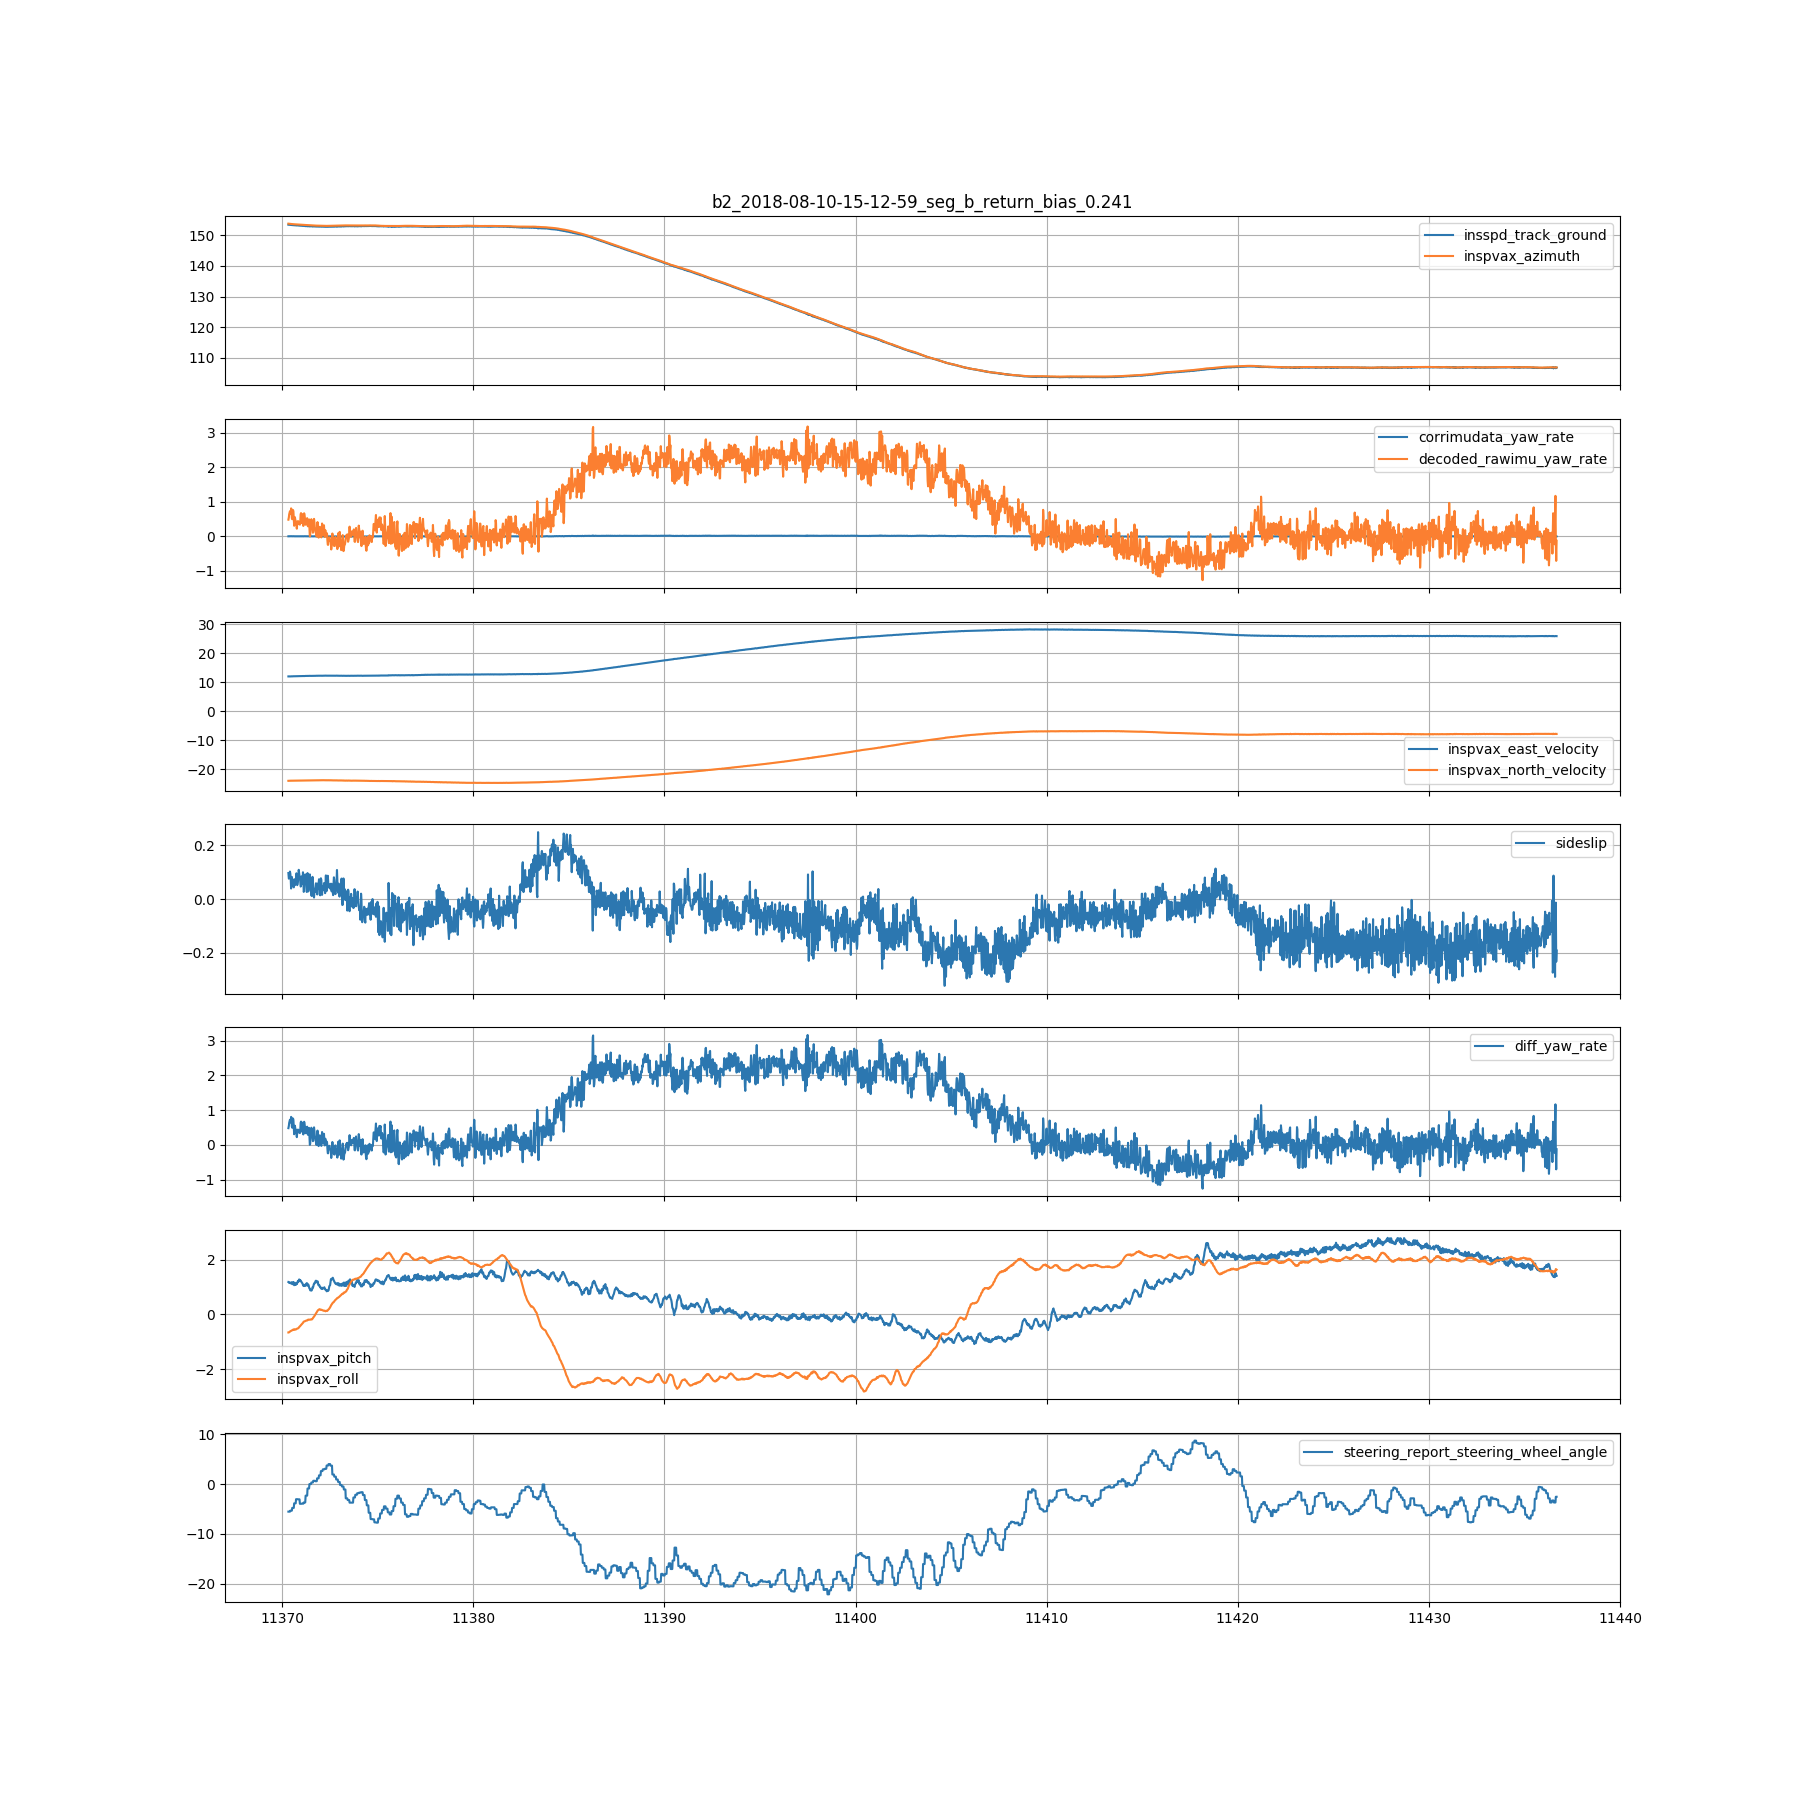 b2_2018-08-10-15-12-59_seg_b_return_bias_0.241
150
140
130
120
110
insspd_track_ground
inspvax_azimuth
3
2
1
0
−1
corrimudata_yaw_rate
decoded_rawimu_yaw_rate
30
20
10
0
−10
−20
inspvax_east_velocity
inspvax_north_velocity
0.2
0.0
−0.2
sideslip
3
2
1
0
−1
diff_yaw_rate
2
0
−2
inspvax_pitch
inspvax_roll
10
0
−10
−20
steering_report_steering_wheel_angle
11370 11380 11390 11400 11410 11420 11430 11440